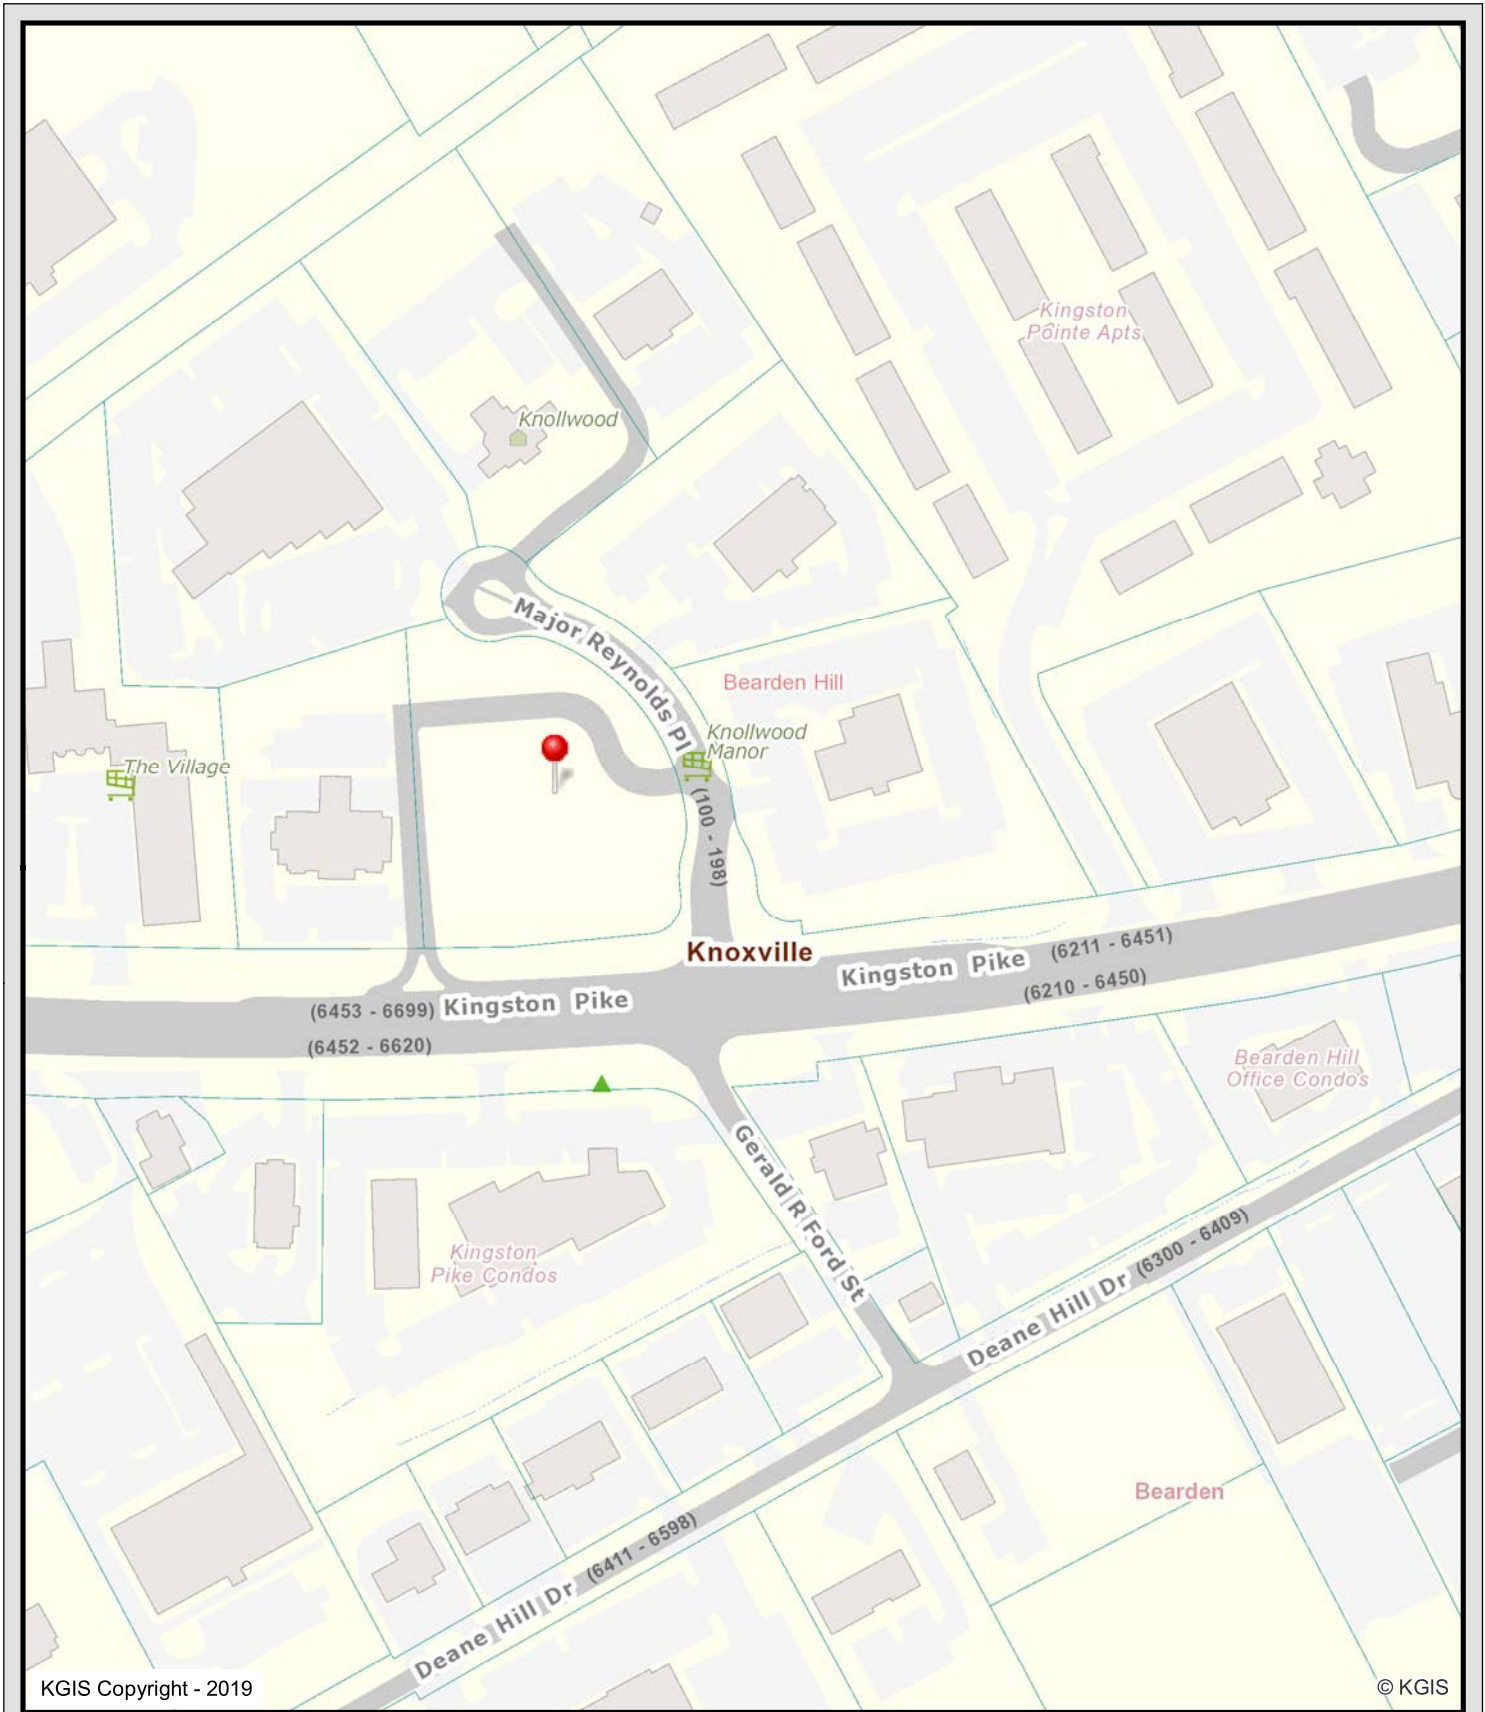 Kingston
Pointe Apts
Knollwood
Major Reynolds Pl
Bearden Hill
Knollwood
Manor
The Village
(100 - 198)
Knoxville
Kingston Pike
(6211 - 6451)
(6210 - 6450)
(6453 - 6699)
Kingston Pike
(6452 - 6620)
Bearden Hill
Office Condos
Gerald R Ford St
Kingston
Pike Condos
(6300 - 6409)
Deane Hill Dr
Bearden
(6411 - 6598)
Deane Hill Dr
KGIS Copyright - 2019
© KGIS